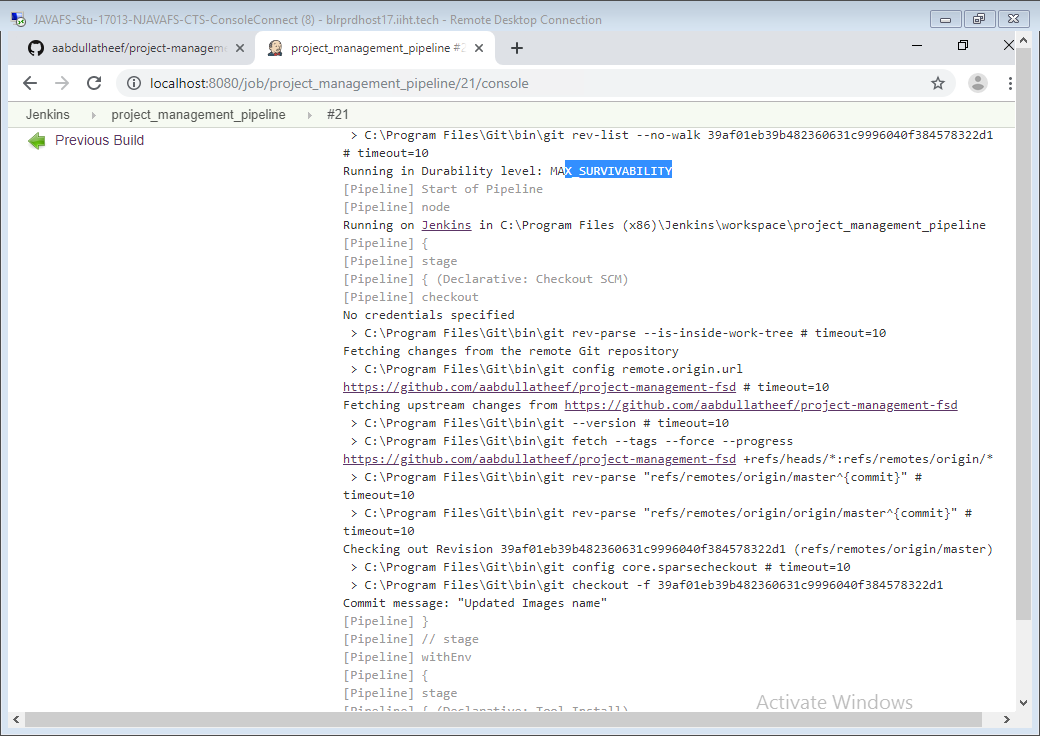 JAVAFS-Stu-17013-NJAVAFS-CTS-ConsoleConnect (8) - blrprdhost17.iiht.tech - Remote Desktop Connection
aabdullatheef/project-managem
project_management_pipeline #2
localhost:8080/job/project_management_pipeline/21/console
Jenkins project_management_pipeline #21
Previous Build
> C:\Program Files\Git\bin\git rev-list --no-walk 39af01eb39b482360631c9996040f384578322d1
# timeout=10
Running in Durability level: MAX_SURVIVABILITY
[Pipeline] Start of Pipeline
[Pipeline] node
Running on Jenkins in C:\Program Files (x86)\Jenkins\workspace\project_management_pipeline
[Pipeline] {
[Pipeline] stage
[Pipeline] { (Declarative: Checkout SCM)
[Pipeline] checkout
No credentials specified
> C:\Program Files\Git\bin\git rev-parse --is-inside-work-tree # timeout=10
Fetching changes from the remote Git repository
> C:\Program Files\Git\bin\git config remote.origin.url
https://github.com/aabdullatheef/project-management-fsd # timeout=10
Fetching upstream changes from https://github.com/aabdullatheef/project-management-fsd
> C:\Program Files\Git\bin\git --version # timeout=10
> C:\Program Files\Git\bin\git fetch --tags --force --progress
https://github.com/aabdullatheef/project-management-fsd +refs/heads/*:refs/remotes/origin/*
> C:\Program Files\Git\bin\git rev-parse "refs/remotes/origin/master^{commit}" #
timeout=10
> C:\Program Files\Git\bin\git rev-parse "refs/remotes/origin/origin/master^{commit}" #
timeout=10
Checking out Revision 39af01eb39b482360631c9996040f384578322d1 (refs/remotes/origin/master)
> C:\Program Files\Git\bin\git config core.sparsecheckout # timeout=10
> C:\Program Files\Git\bin\git checkout -f 39af01eb39b482360631c9996040f384578322d1
Commit message: "Updated Images name"
[Pipeline] }
[Pipeline] // stage
[Pipeline] withEnv
[Pipeline] {
[Pipeline] stage
[Pipeline] { (Declarative: Tool Install)
Activate Windows